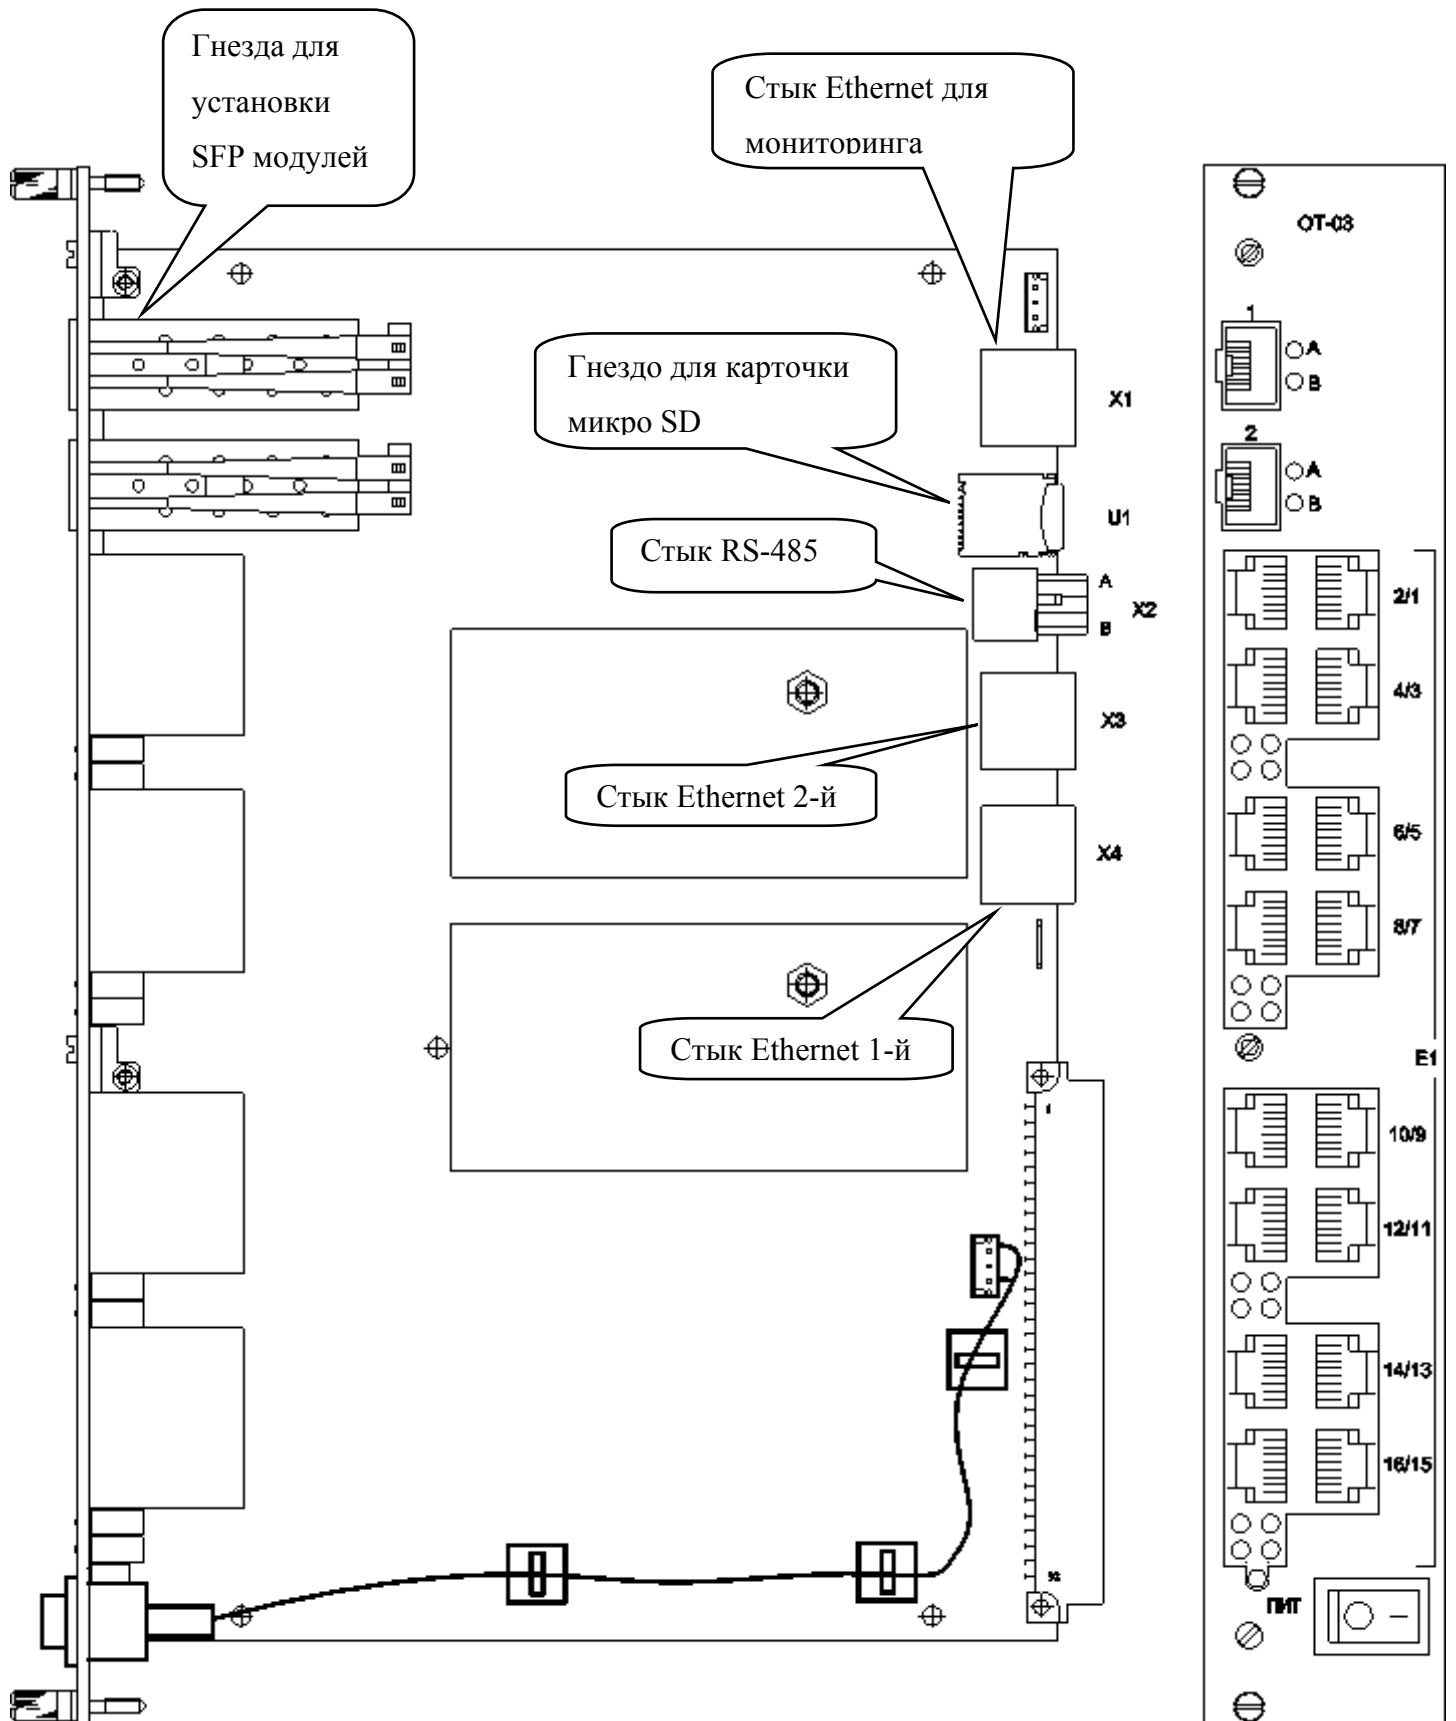 Гнезда для
установки
SFP модулей
Стык Ethernet для
мониторинга
Гнездо для карточки
микро SD
Стык RS-485
Стык Ethernet 2-й
Стык Ethernet 1-й
X1
U1
A
X2
B
X3
X4
1
ОТ-03
1
A
B
2
A
B
2/1
4/3
6/5
8/7
E1
10/9
12/11
14/13
16/15
ПИТ